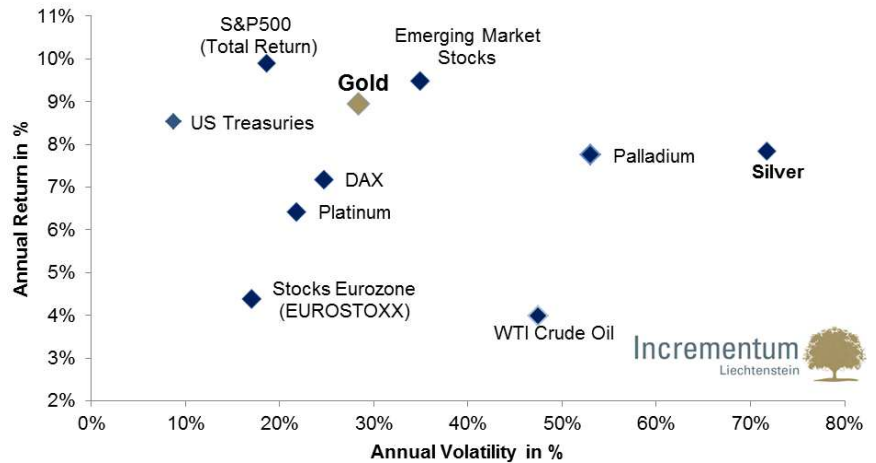 Annual Return in %
11%
10%
9%
8%
7%
6%
5%
4%
3%
2%
S&P500
(Total Return)
Emerging Market
Stocks
Gold
US Treasuries
Palladium
Silver
DAX
Platinum
Stocks Eurozone
(EUROSTOXX)
WTI Crude Oil
Incrementum
Liechtenstein
0%
10%
20%
30%
40%
50%
60%
70%
80%
Annual Volatility in %